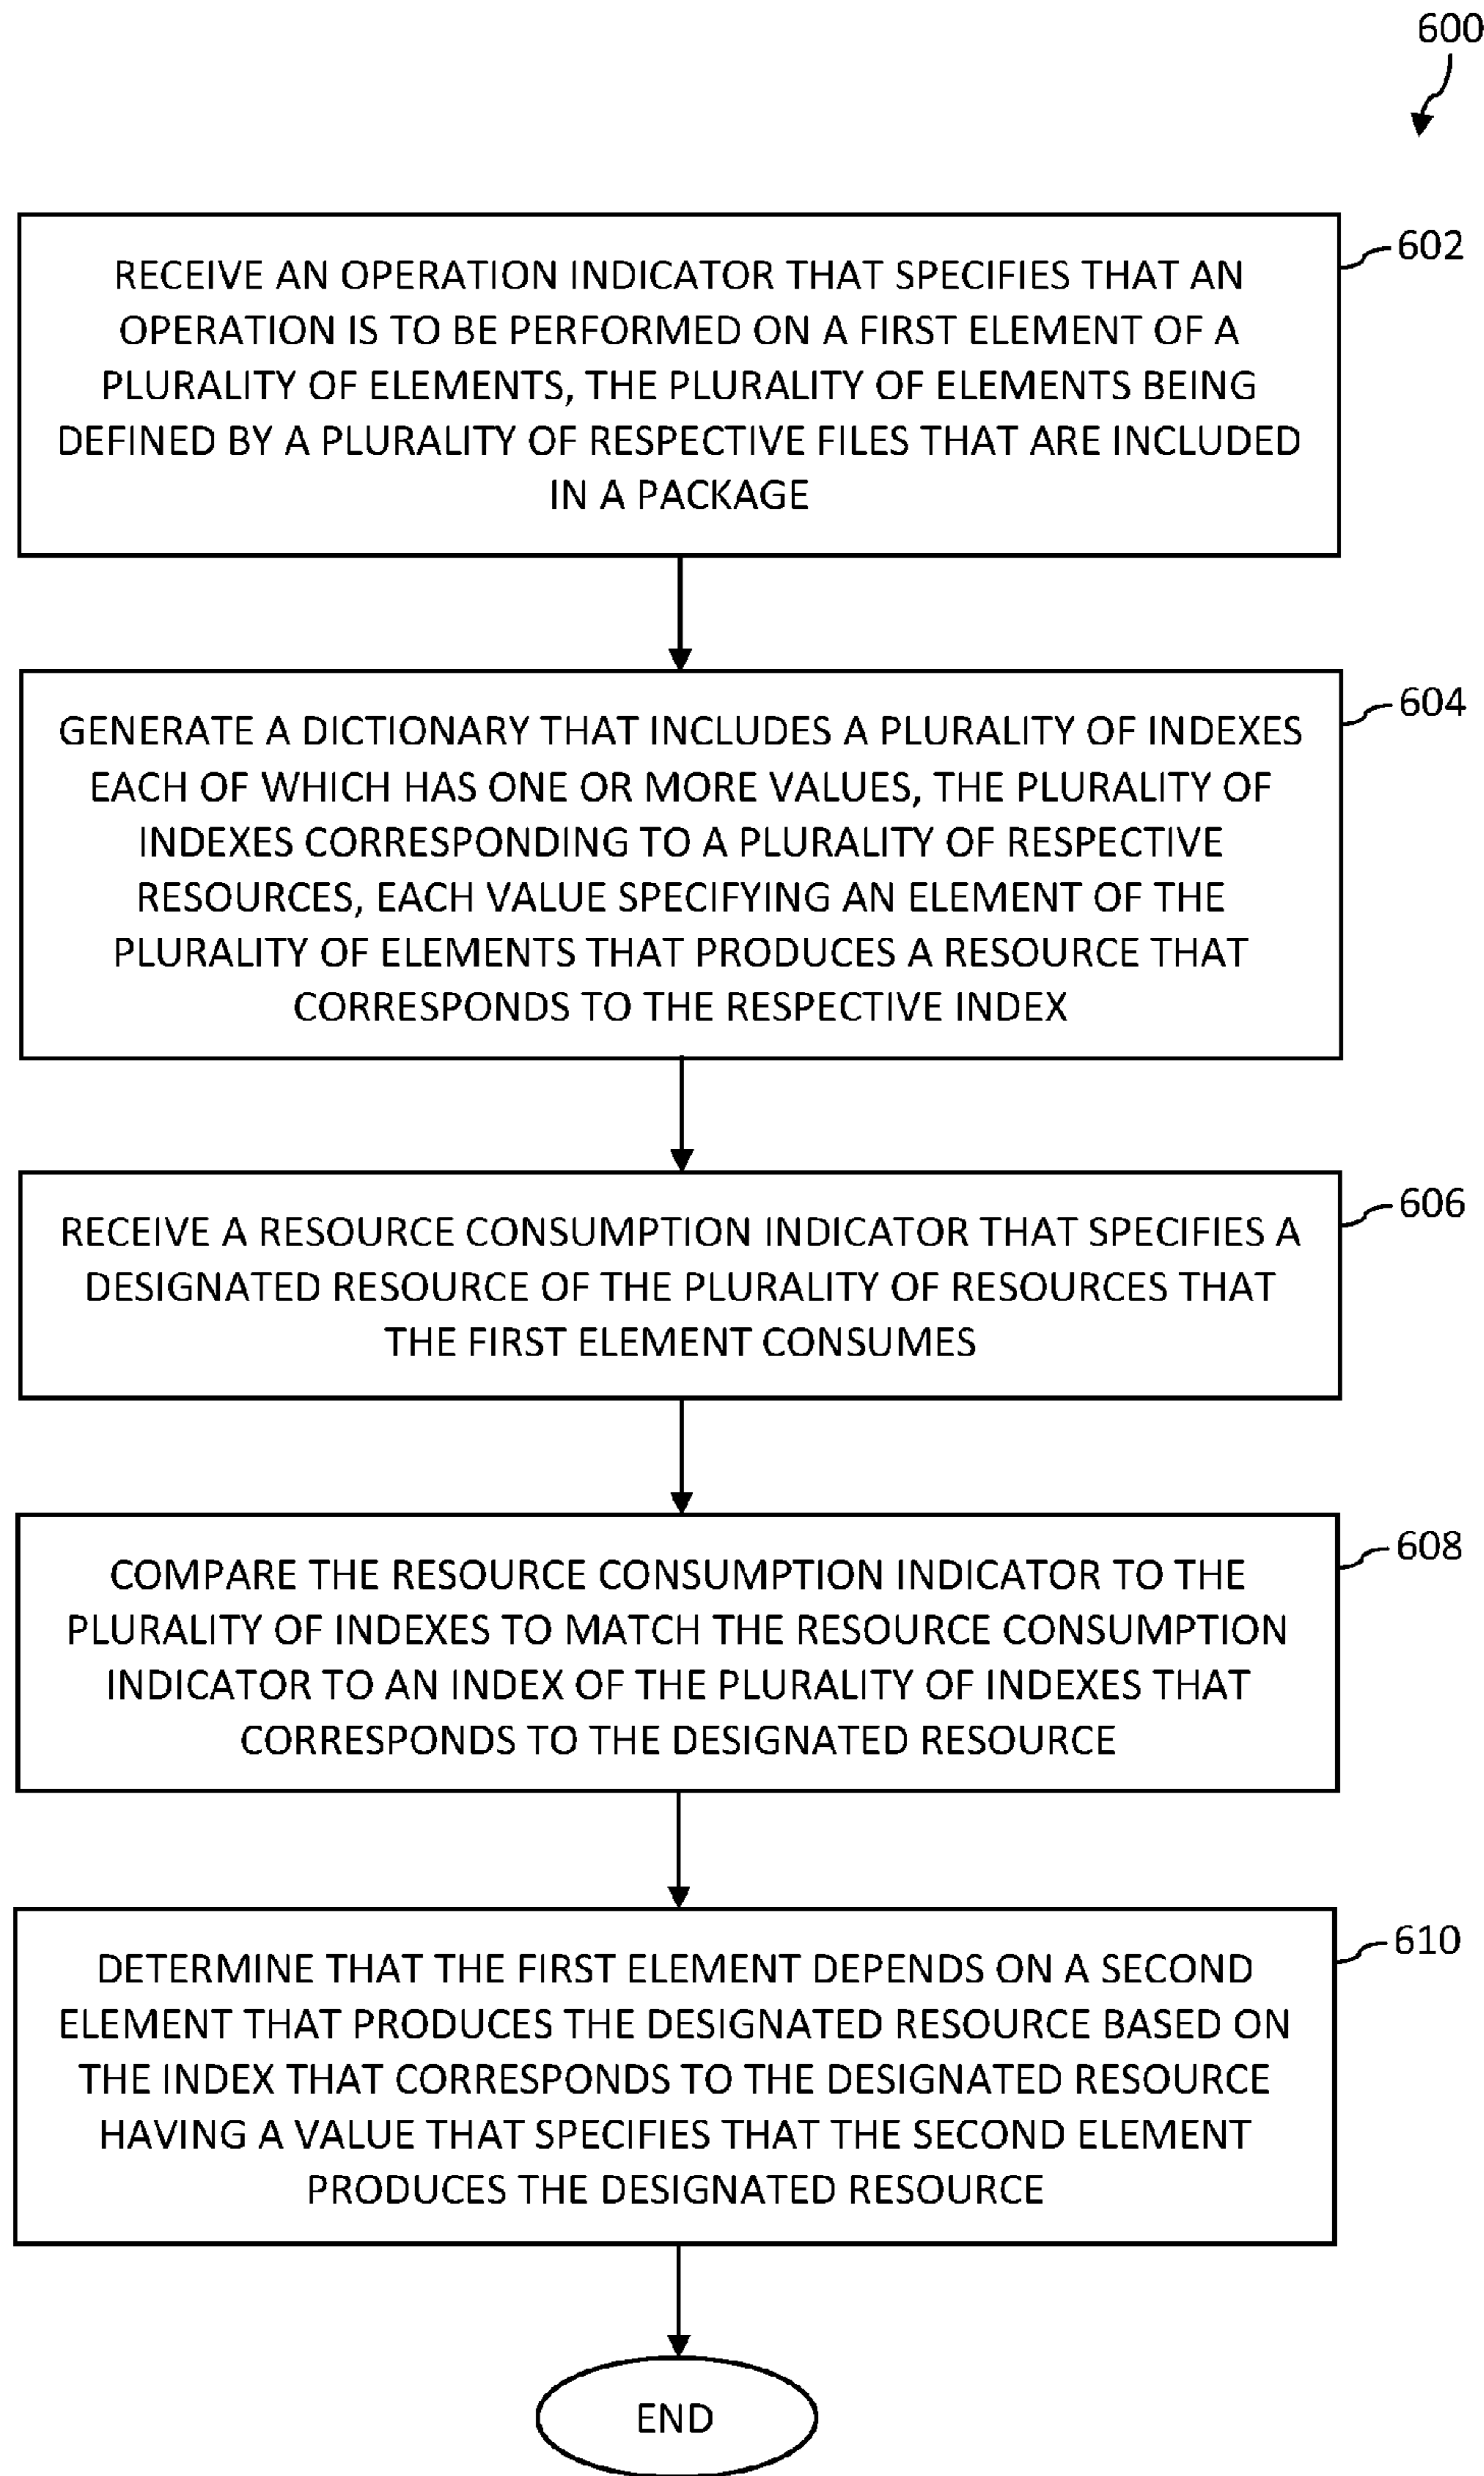 600
602
RECEIVE AN OPERATION INDICATOR THAT SPECIFIES THAT AN
OPERATION IS TO BE PERFORMED ON A FIRST ELEMENT OF A
PLURALITY OF ELEMENTS, THE PLURALITY OF ELEMENTS BEING
DEFINED BY A PLURALITY OF RESPECTIVE FILES THAT ARE INCLUDED
IN A PACKAGE
604
GENERATE A DICTIONARY THAT INCLUDES A PLURALITY OF INDEXES
EACH OF WHICH HAS ONE OR MORE VALUES, THE PLURALITY OF
INDEXES CORRESPONDING TO A PLURALITY OF RESPECTIVE
RESOURCES, EACH VALUE SPECIFYING AN ELEMENT OF THE
PLURALITY OF ELEMENTS THAT PRODUCES A RESOURCE THAT
CORRESPONDS TO THE RESPECTIVE INDEX
606
RECEIVE A RESOURCE CONSUMPTION INDICATOR THAT SPECIFIES A
DESIGNATED RESOURCE OF THE PLURALITY OF RESOURCES THAT
THE FIRST ELEMENT CONSUMES
608
COMPARE THE RESOURCE CONSUMPTION INDICATOR TO THE
PLURALITY OF INDEXES TO MATCH THE RESOURCE CONSUMPTION
INDICATOR TO AN INDEX OF THE PLURALITY OF INDEXES THAT
CORRESPONDS TO THE DESIGNATED RESOURCE
610
DETERMINE THAT THE FIRST ELEMENT DEPENDS ON A SECOND
ELEMENT THAT PRODUCES THE DESIGNATED RESOURCE BASED ON
THE INDEX THAT CORRESPONDS TO THE DESIGNATED RESOURCE
HAVING A VALUE THAT SPECIFIES THAT THE SECOND ELEMENT
PRODUCES THE DESIGNATED RESOURCE
END